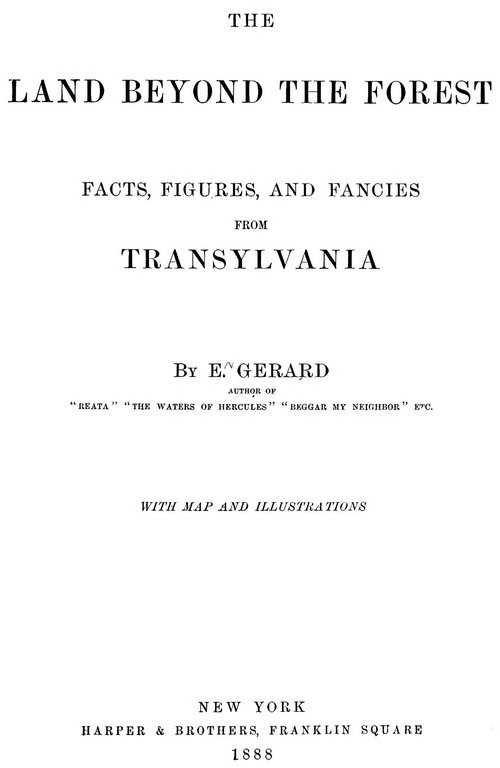 THE
LAND BEYOND THE FOREST
FACTS, FIGURES, AND FANCIES
FROM
TRANSYLVANIA
BY E. GERARD
AUTHOR OF
“REATA” “THE WATERS OF HERCULES” “BEGGAR MY NEIGHBOR” ETC.
WITH MAP AND ILLUSTRATIONS
NEW YORK
HARPER & BROTHERS, FRANKLIN SQUARE
1888